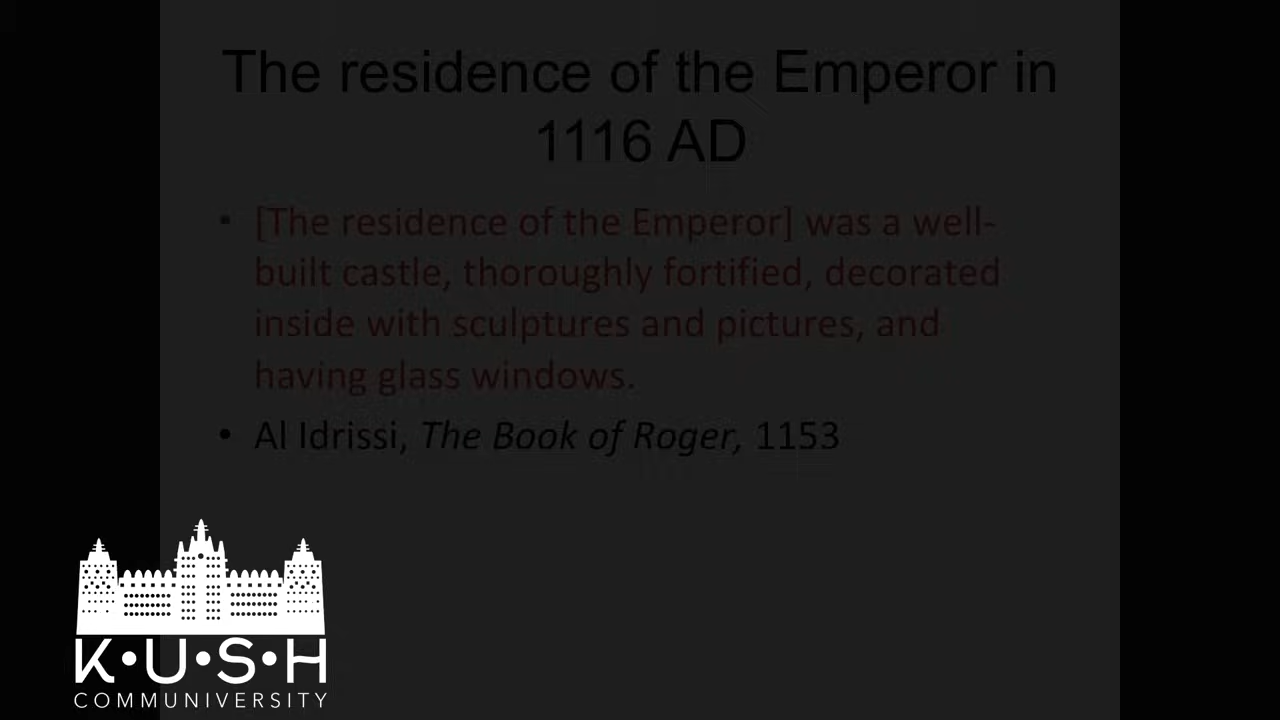 The residence of the Emperor in
1116 AD
• [The residence of the Emperor] was a well-
built castle, thoroughly fortified, decorated
inside with sculptures and pictures, and
having glass windows.
• Al Idrissi, The Book of Roger, 1153
K•U•S•H
COMMUNIVERSITY